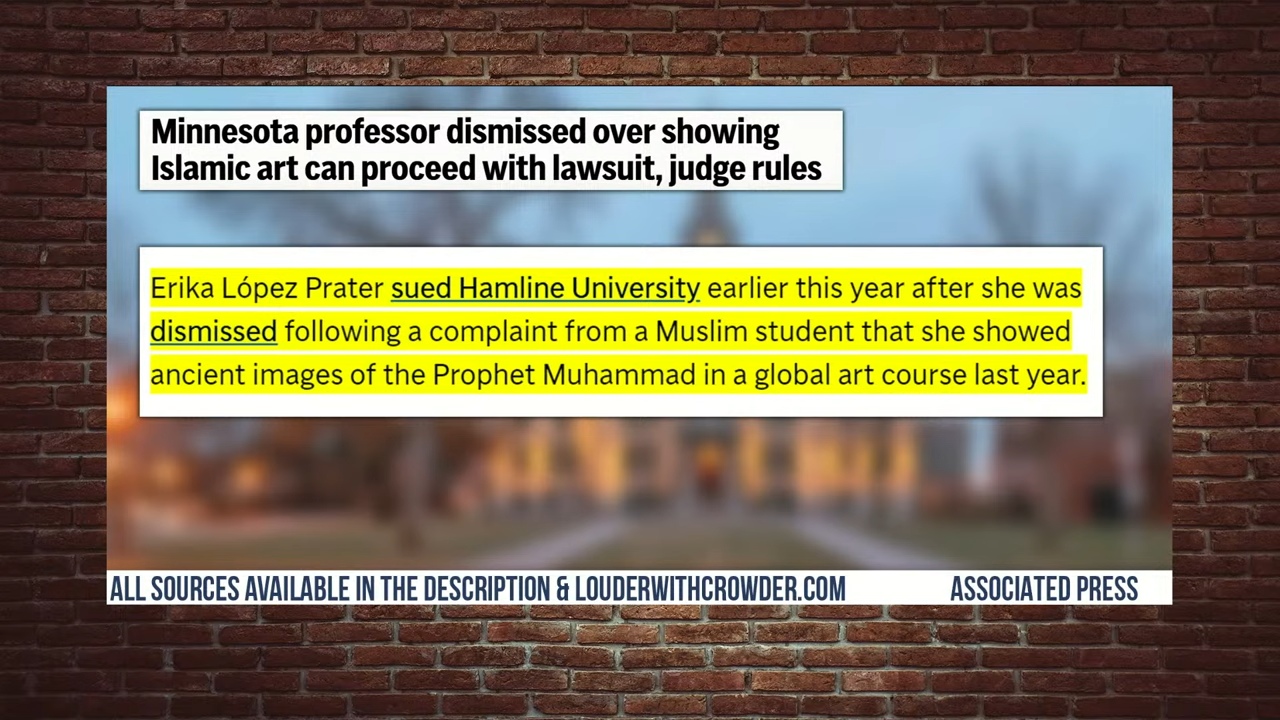 Minnesota professor dismissed over showing
Islamic art can proceed with lawsuit, judge rules
Erika López Prater sued Hamline University earlier this year after she was
dismissed following a complaint from a Muslim student that she showed
ancient images of the Prophet Muhammad in a global art course last year.
ALL SOURCES AVAILABLE IN THE DESCRIPTION & LOUDERWITHCROWDER.COM
ASSOCIATED PRESS